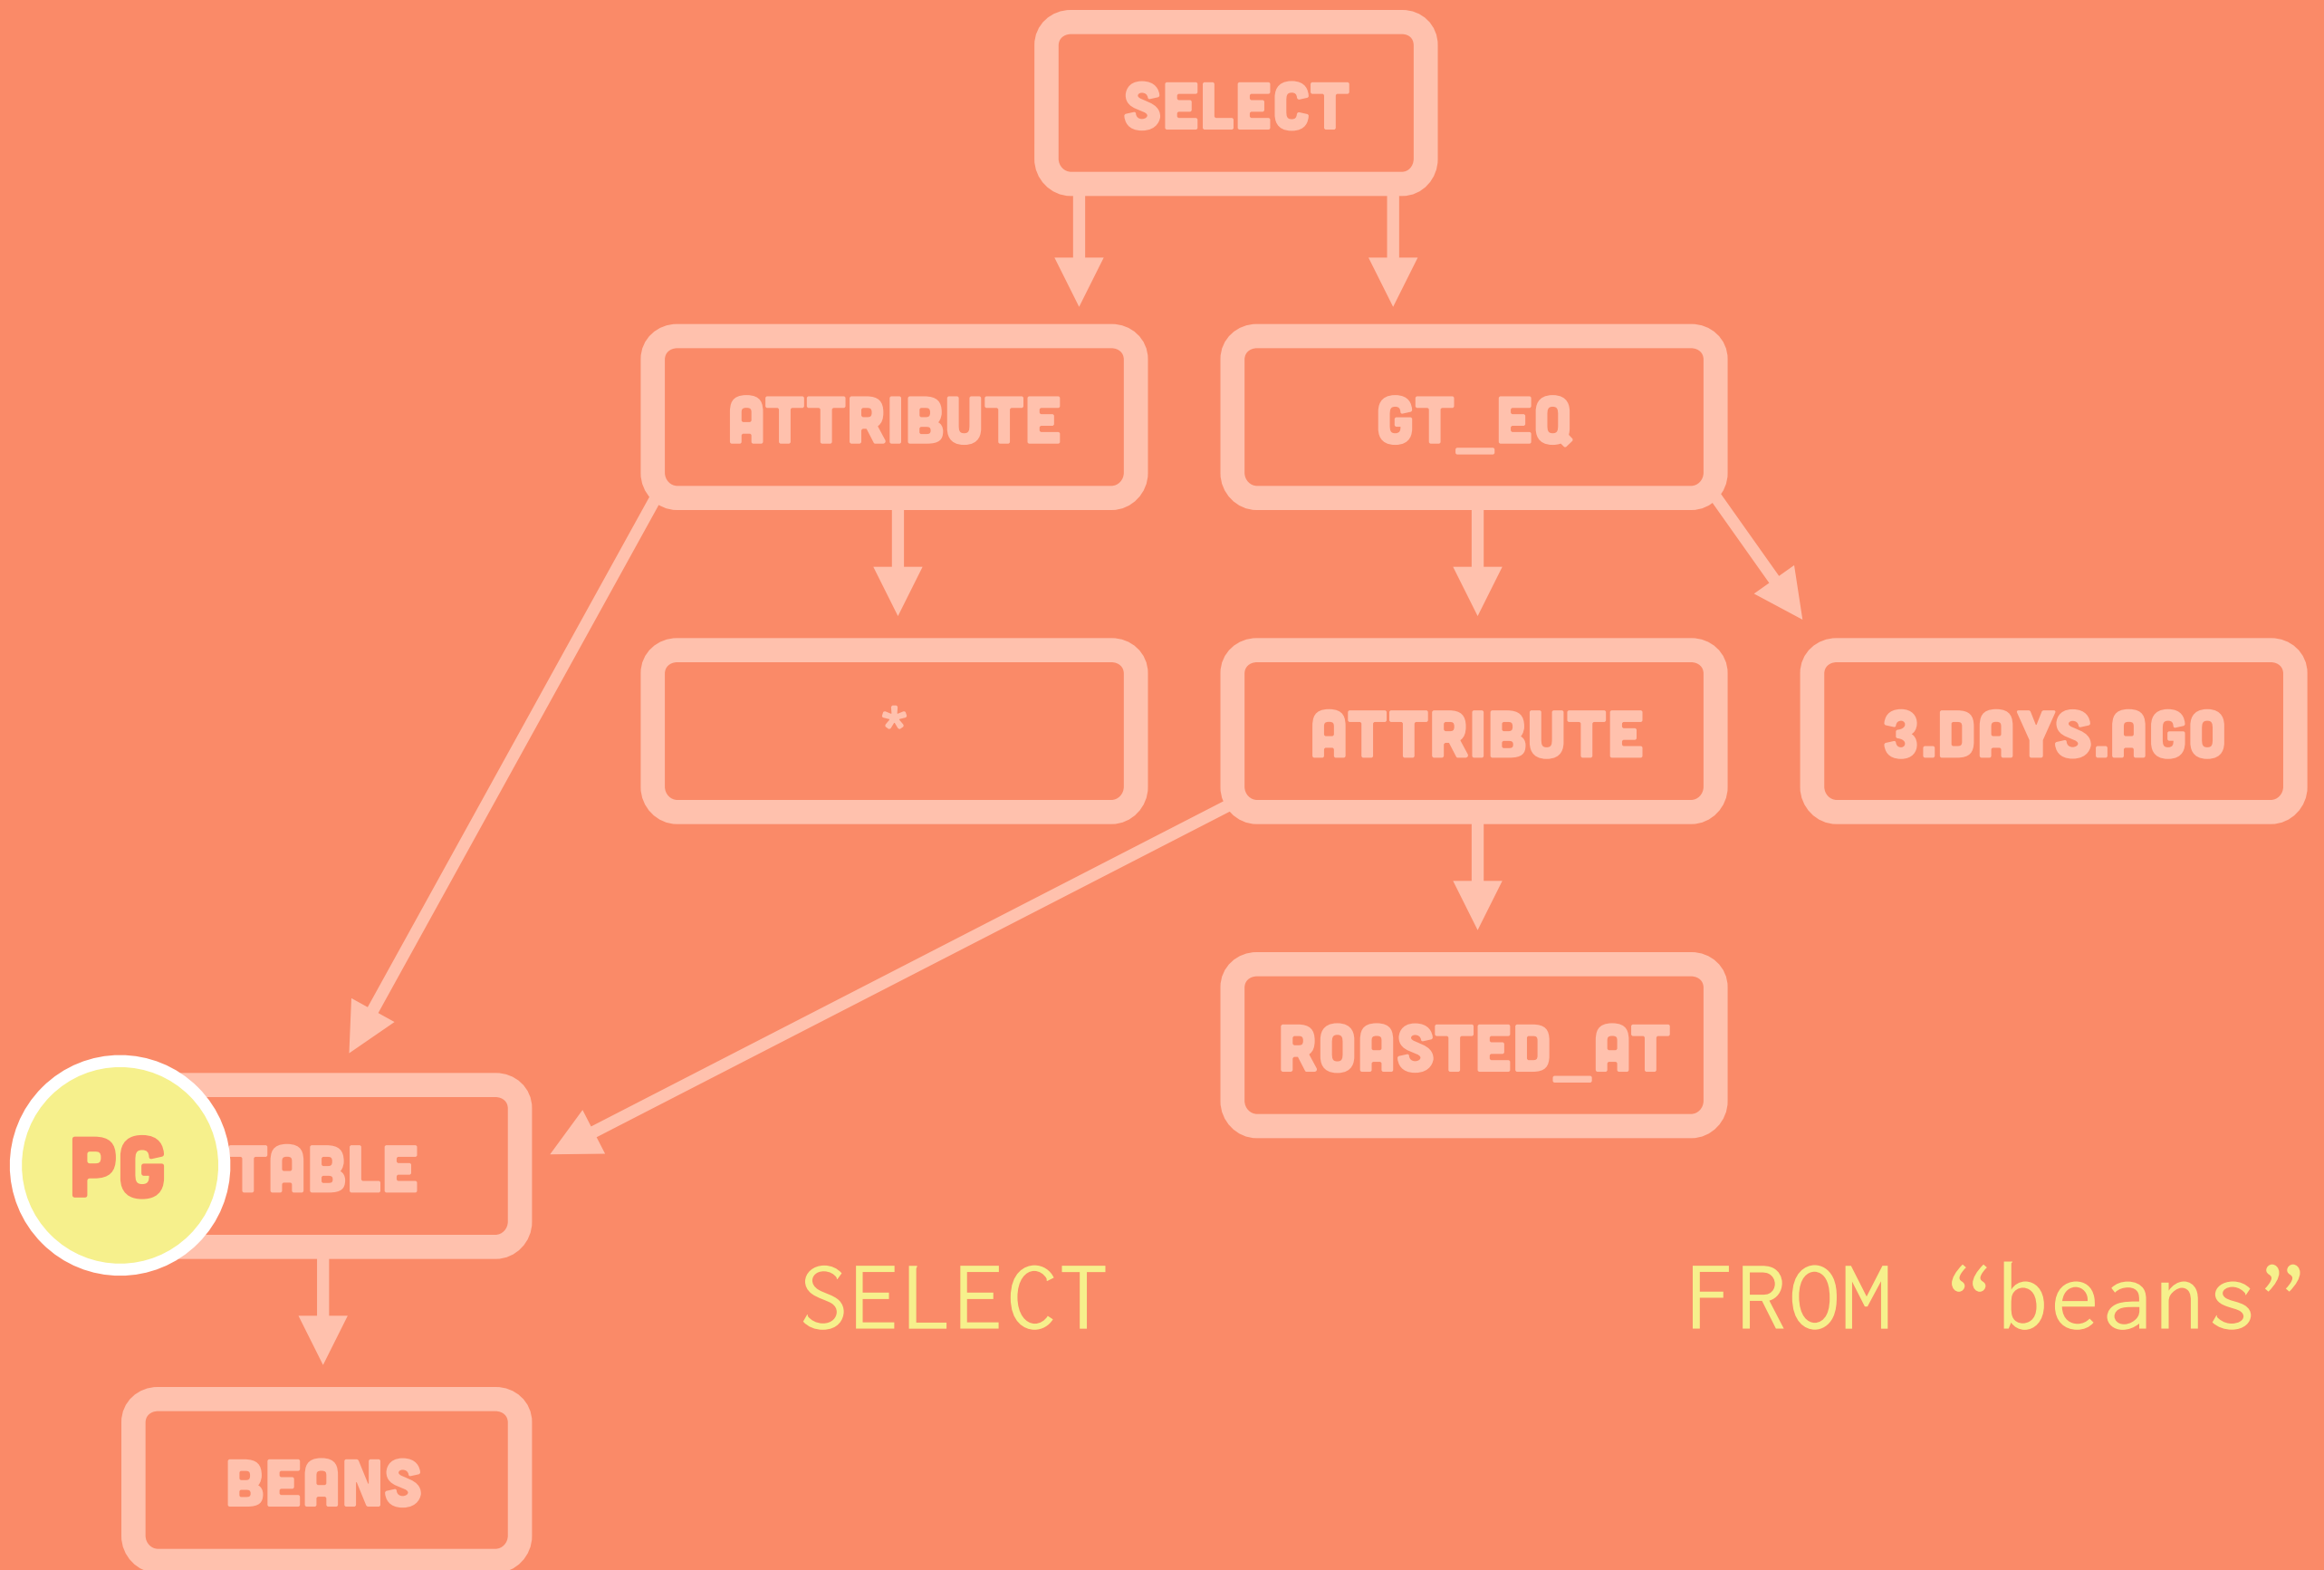 SELECT
ATTRIBUTE GT_EQ
* ATTRIBUTE 3.DAYS.AGO
ROASTED_AT
PG TABLE
SELECT FROM “beans”
BEANS